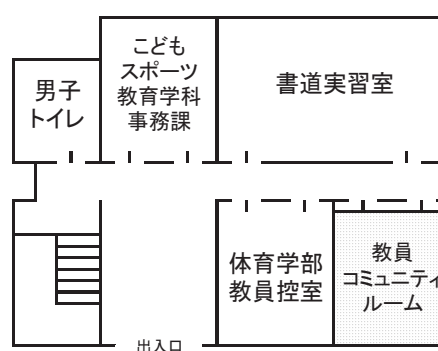 こども
スポーツ
教育学科
事務課
男子
トイレ
書道実習室
体育学部
教員控室
教員
コミュニティ
ルーム
出入口